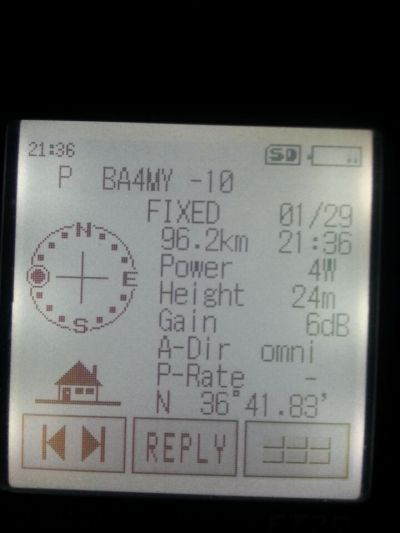 21:36 SD
P BA4MY -10
FIXED 01/29
96.2km 21:36
Power 4W
Height 24m
Gain 6dB
A-Dir omni
P-Rate -
N 36°41.83'
N
E
S
REPLY